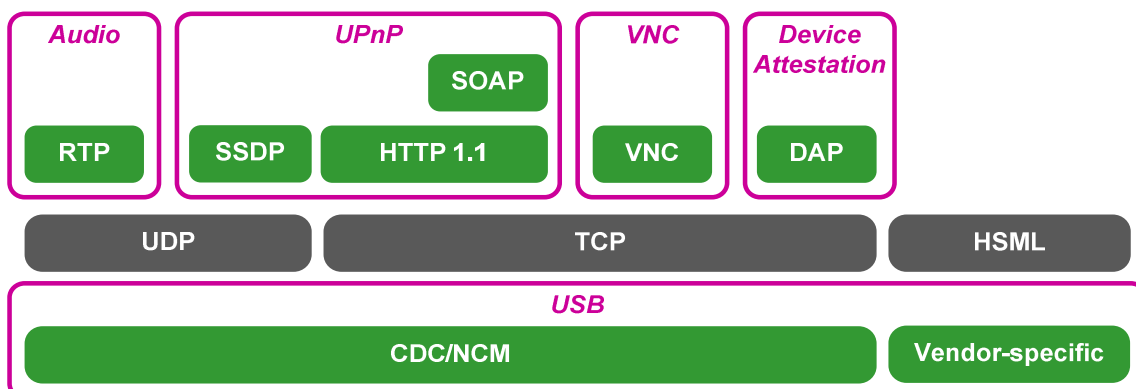 Audio
UPnP
VNC
Device
Attestation
SOAP
RTP
SSDP
HTTP 1.1
VNC
DAP
UDP
TCP
HSML
USB
CDC/NCM
Vendor-specific